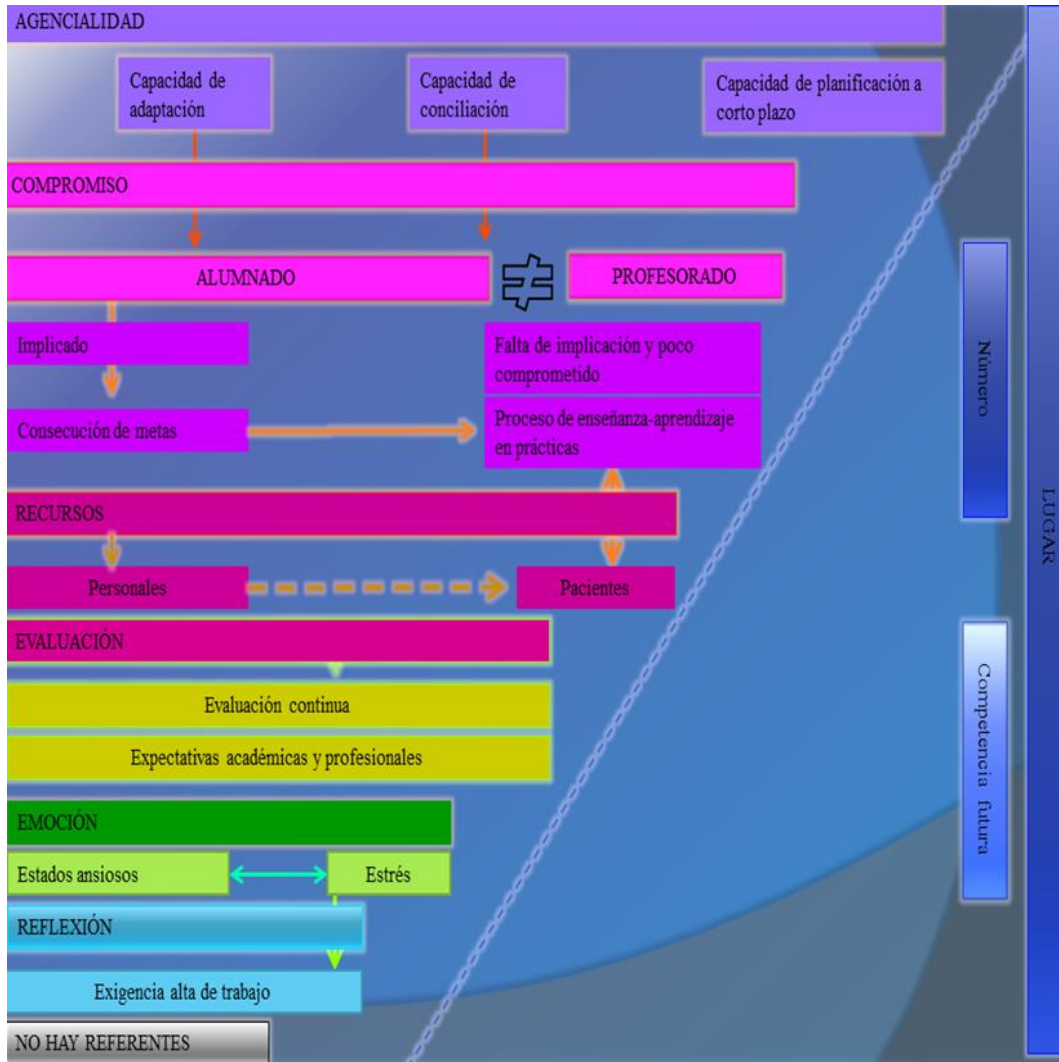 AGENCIALIDAD
Capacidad de
adaptación
Capacidad de
conciliación
Capacidad de planificación a
corto plazo
COMPROMISO
ALUMNADO
≠
PROFESORADO
Implicado
Falta de implicación y poco
comprometido
Consecución de metas
Proceso de enseñanza-aprendizaje
en prácticas
RECURSOS
Personales
Pacientes
EVALUACIÓN
Evaluación continua
Expectativas académicas y profesionales
EMOCIÓN
Estados ansiosos
Estrés
REFLEXIÓN
Exigencia alta de trabajo
NO HAY REFERENTES
Número
Competencia futura
LUGAR